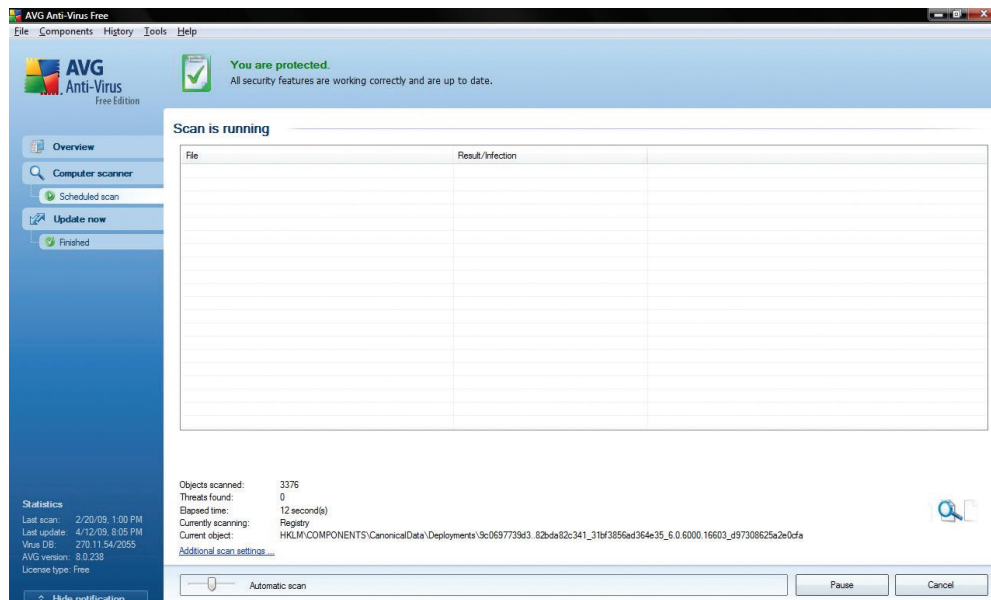 AVG Anti-Virus Free
File Components History Tools Help
AVG
Anti-Virus
Free Edition
You are protected.
All security features are working correctly and are up to date.
Scan is running
Overview
Computer scanner
Scheduled scan
Update now
Finished
File Result/Infection
Objects scanned: 3376
Threats found: 0
Elapsed time: 12 second(s)
Currently scanning: Registry
Current object: HKLM\COMPONENTS\CanonicalData\Deployments\9c0697739d3..82bda82c341_31bf3856ad364e35_6.0.6000.16603_d97308625a2e0cfa
Additional scan settings ...
Statistics
Last scan: 2/20/09, 1:00 PM
Last update: 4/12/09, 8:05 PM
Virus DB: 270.11.54/2055
AVG version: 8.0.238
License type: Free
Hide notification
Automatic scan Pause Cancel